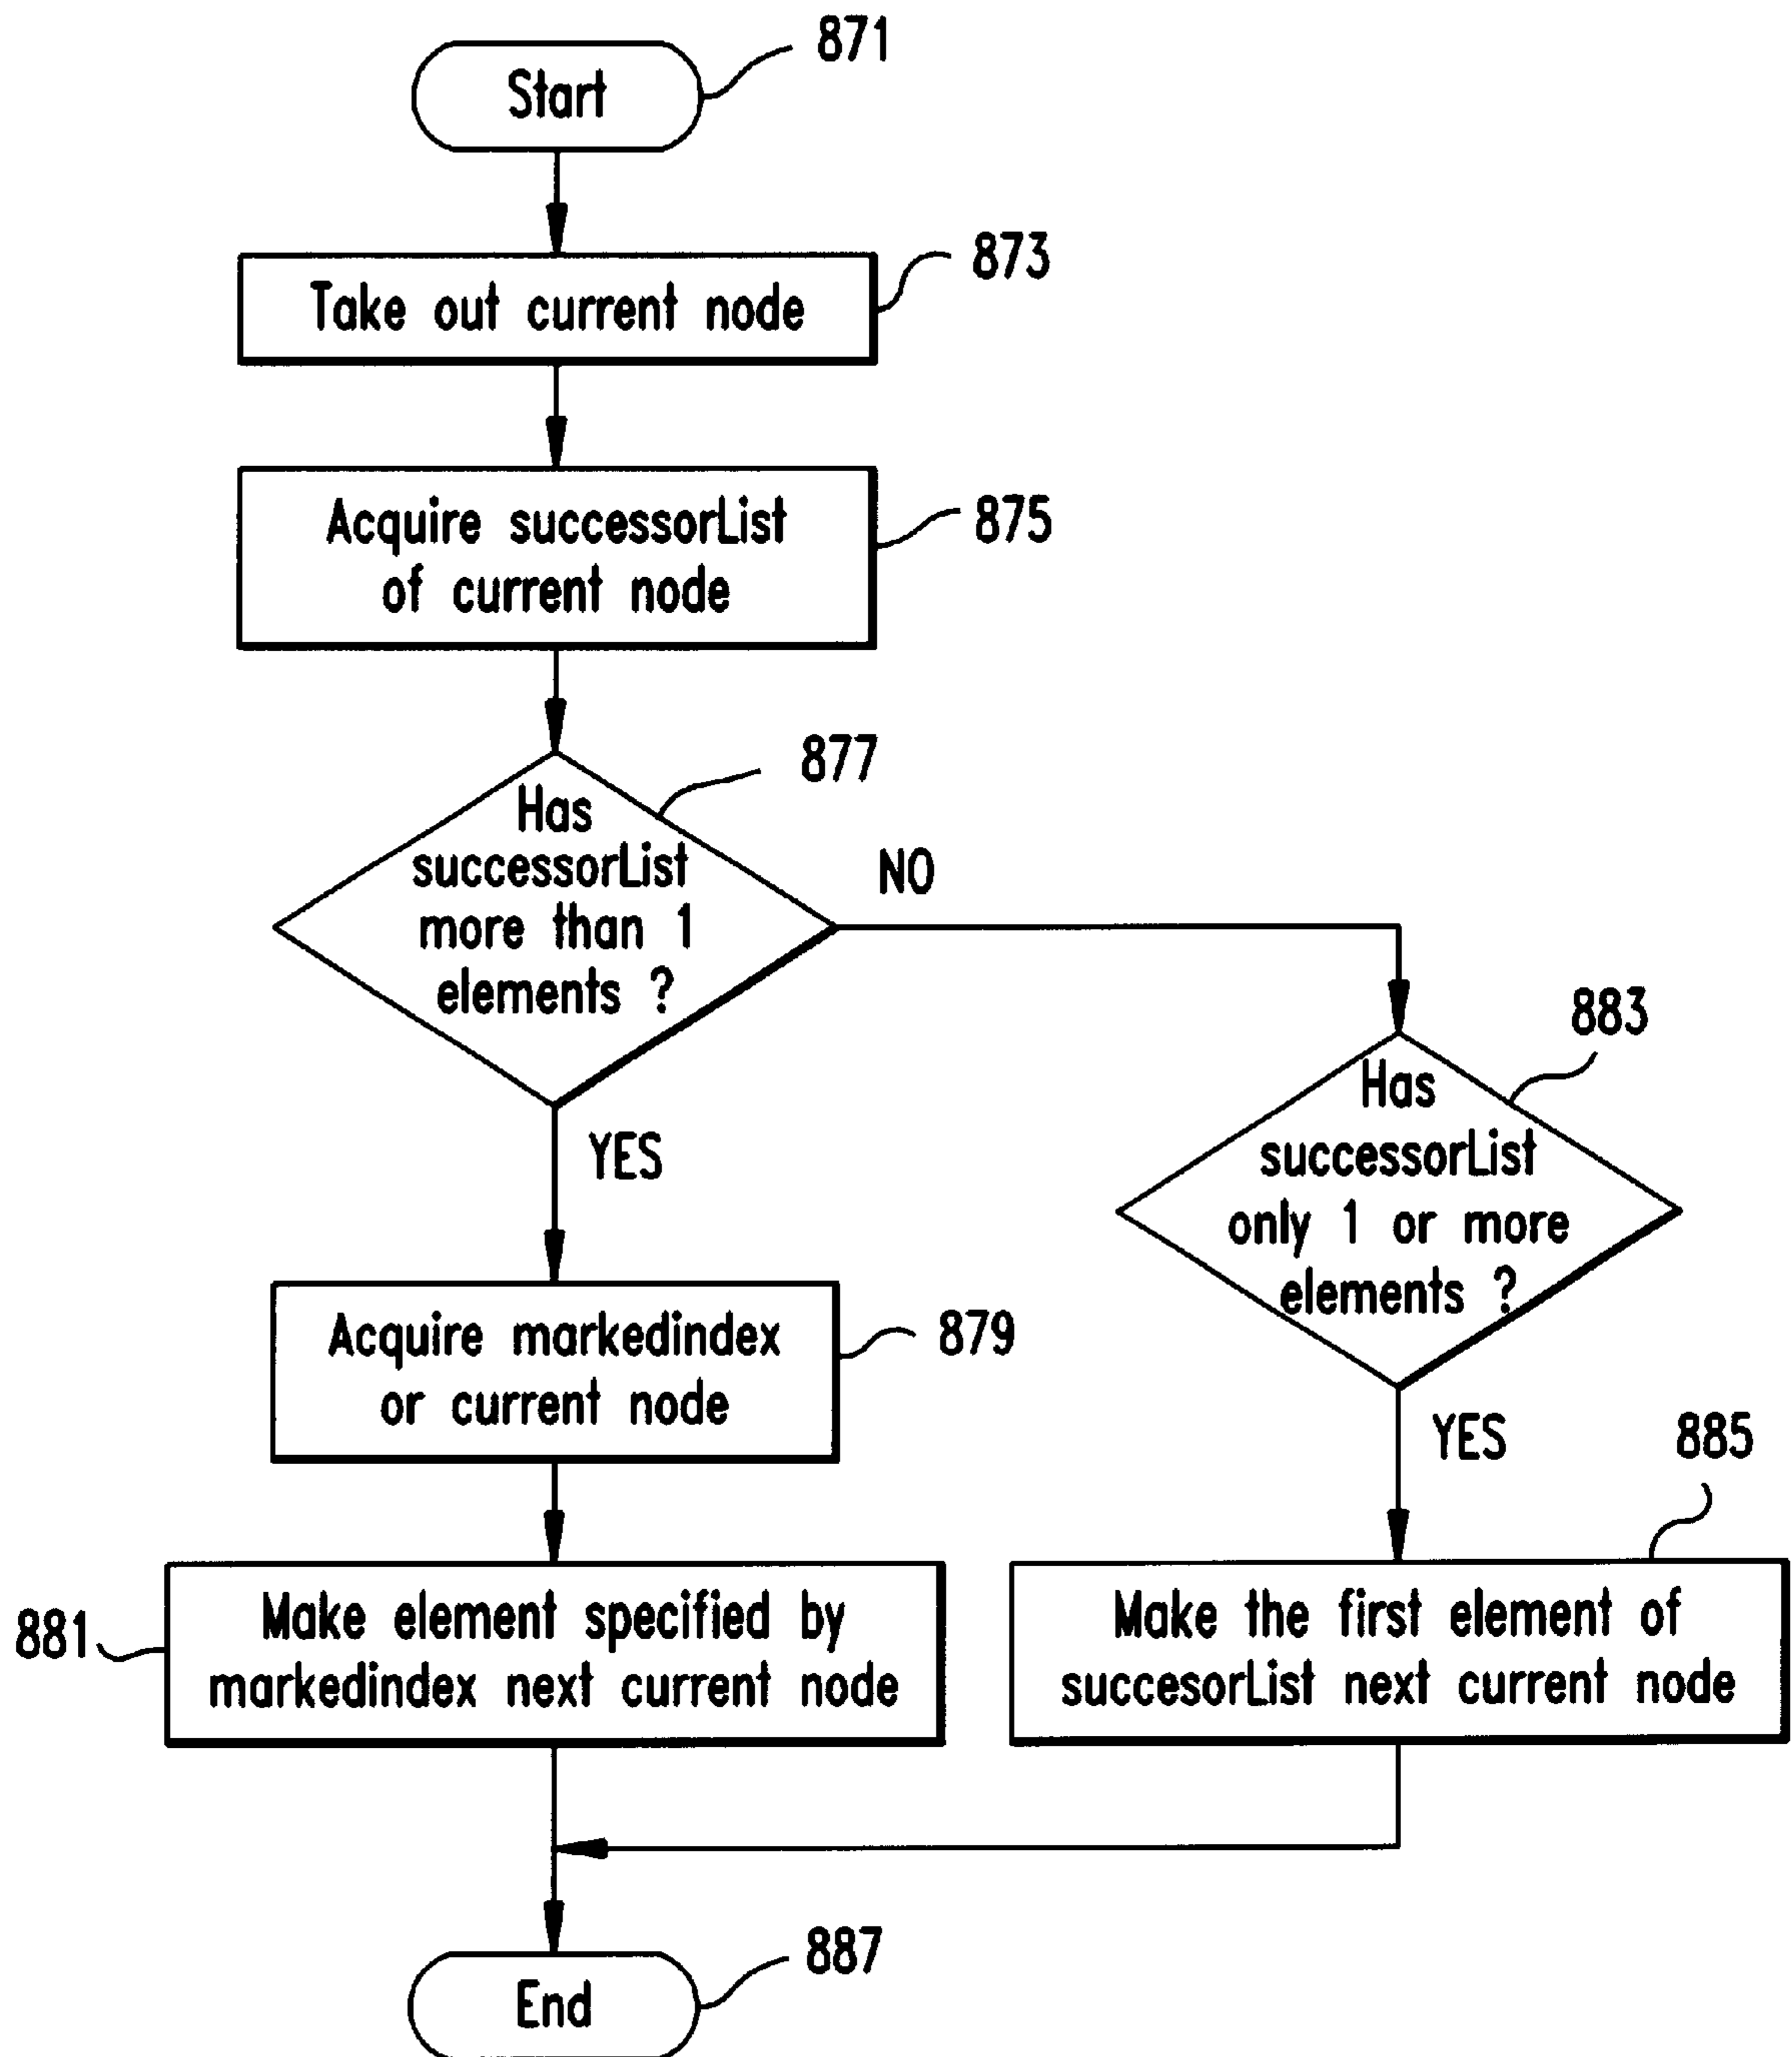 871
Start
873
Take out current node
875
Acquire successorList
of current node
877
Has
successorList
more than 1
elements ?
NO
YES
883
Has
successorList
only 1 or more
elements ?
YES
879
Acquire markedindex
or current node
881
Make element specified by
markedindex next current node
885
Make the first element of
succesorList next current node
887
End